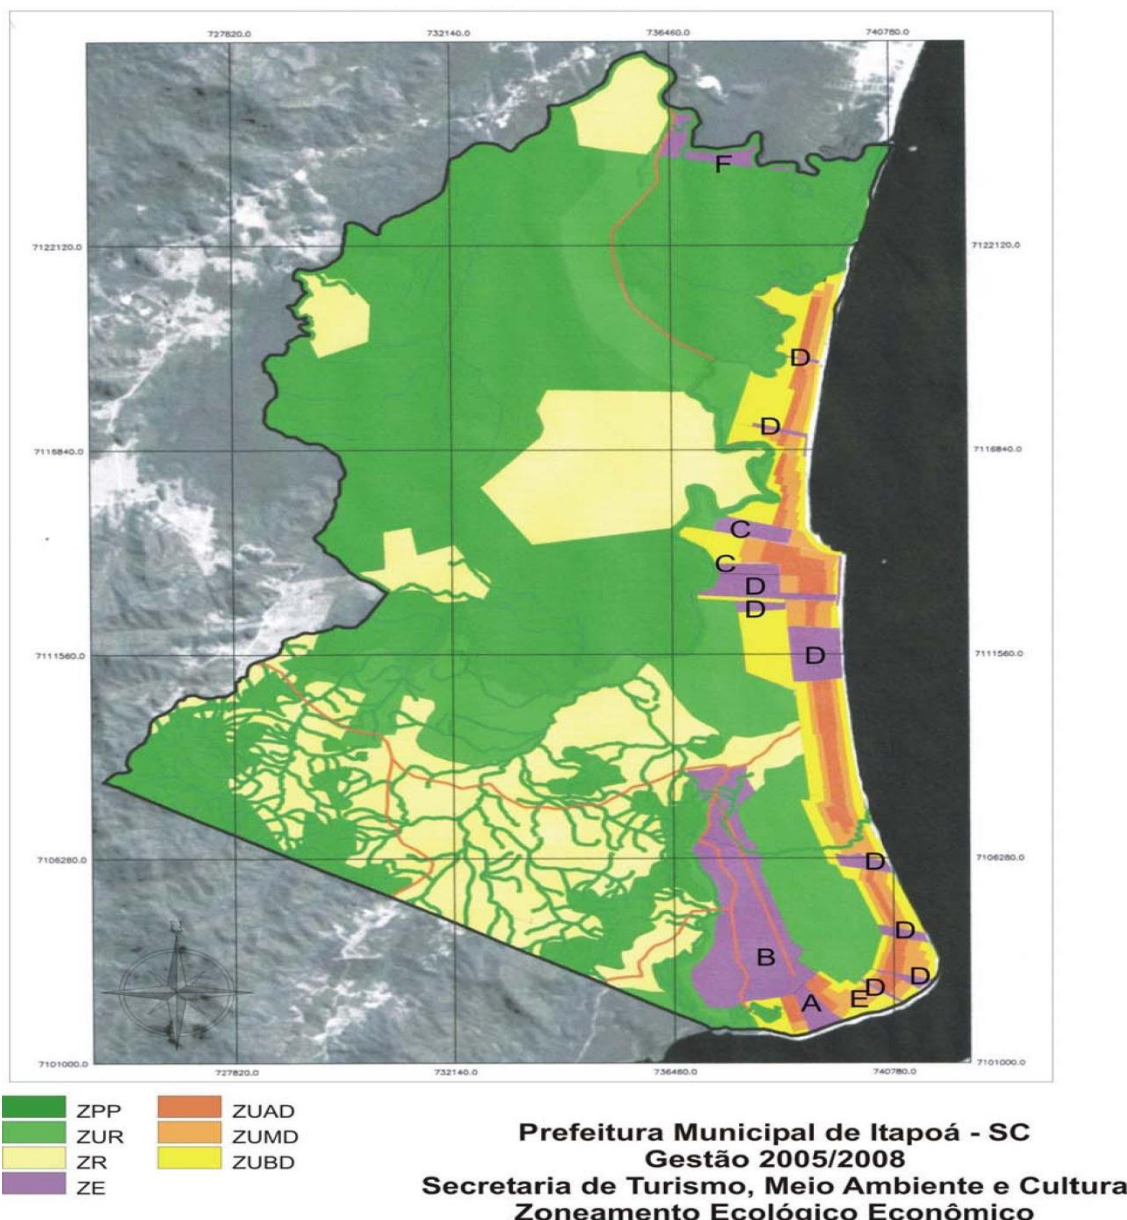 727820.0 732140.0 736460.0 740780.0
F
7122120.0 7122120.0
D
D
7116840.0 7116840.0
C
C
D
D
7111560.0 D 7111560.0
7106280.0 D 7106280.0
D
B
D
D
A E
7101000.0 7101000.0
727820.0 732140.0 736460.0 740780.0
ZPP ZUAD
ZUR ZUMD
ZR ZUBD
ZE
Prefeitura Municipal de Itapoá - SC
Gestão 2005/2008
Secretaria de Turismo, Meio Ambiente e Cultura
Zoneamento Ecológico Econômico